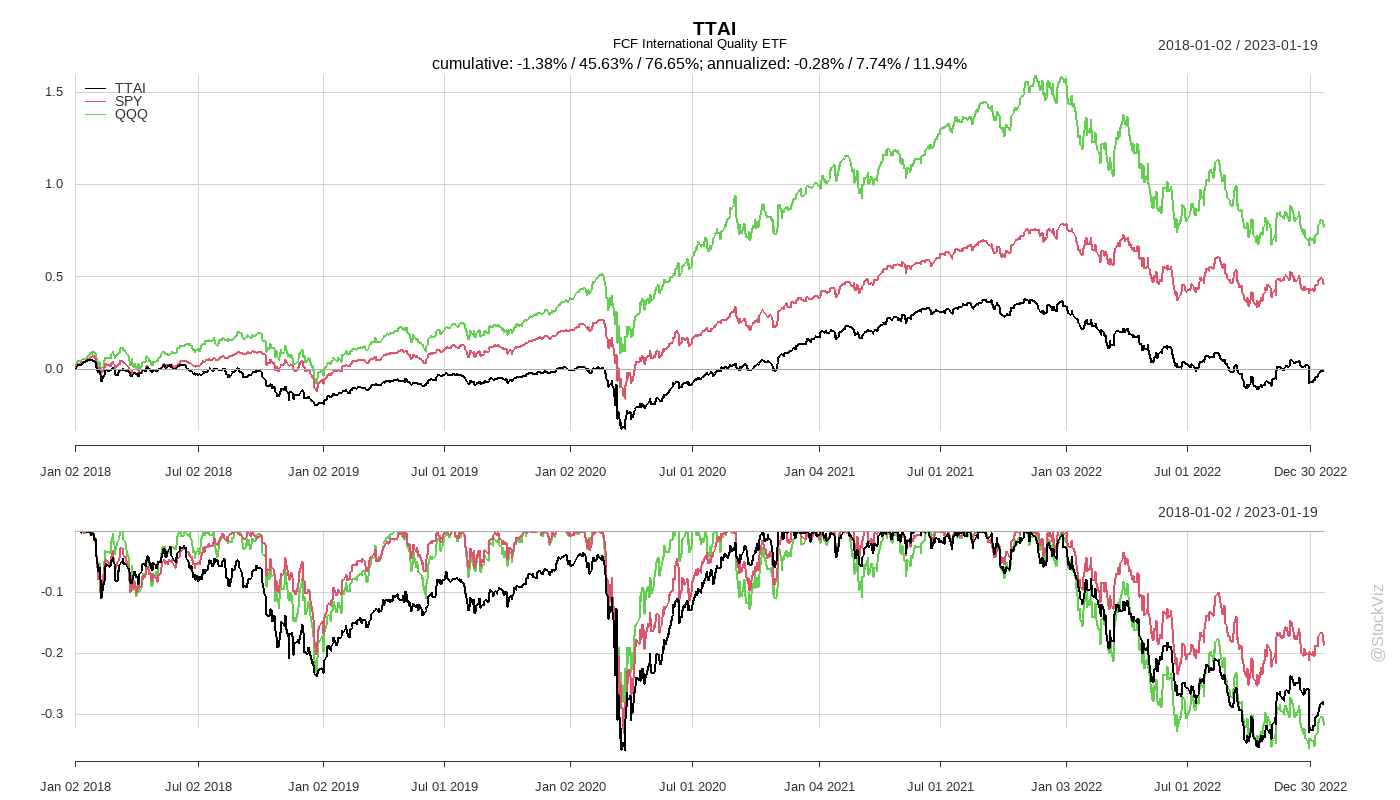 TTAI
FCF International Quality ETF
2018-01-02 / 2023-01-19
cumulative: -1.38% / 45.63% / 76.65%; annualized: -0.28% / 7.74% / 11.94%
TTAI
SPY
QQQ
1.5
1.0
0.5
0.0
Jan 02 2018 Jul 02 2018 Jan 02 2019 Jul 01 2019 Jan 02 2020 Jul 01 2020 Jan 04 2021 Jul 01 2021 Jan 03 2022 Jul 01 2022 Dec 30 2022
2018-01-02 / 2023-01-19
-0.1
-0.2
-0.3
Jan 02 2018 Jul 02 2018 Jan 02 2019 Jul 01 2019 Jan 02 2020 Jul 01 2020 Jan 04 2021 Jul 01 2021 Jan 03 2022 Jul 01 2022 Dec 30 2022
@StockViz